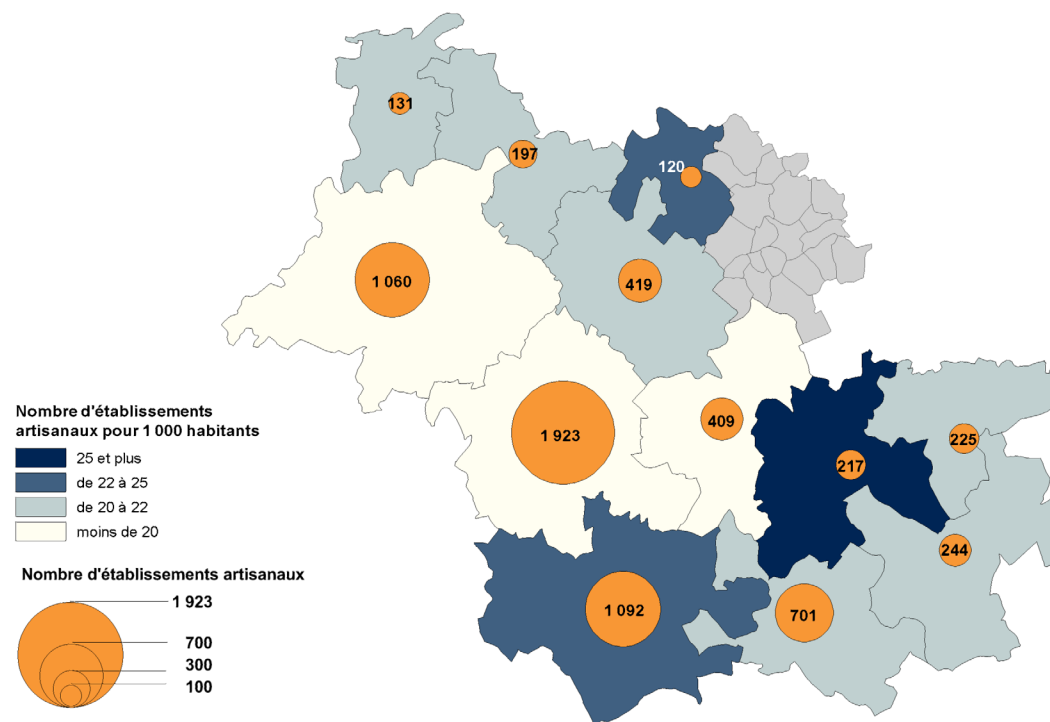 131
197
120
1 060
419
1 923
409
217
225
244
1 092
701
Nombre d'établissements
artisanaux pour 1 000 habitants
25 et plus
de 22 à 25
de 20 à 22
moins de 20
Nombre d'établissements artisanaux
1 923
700
300
100